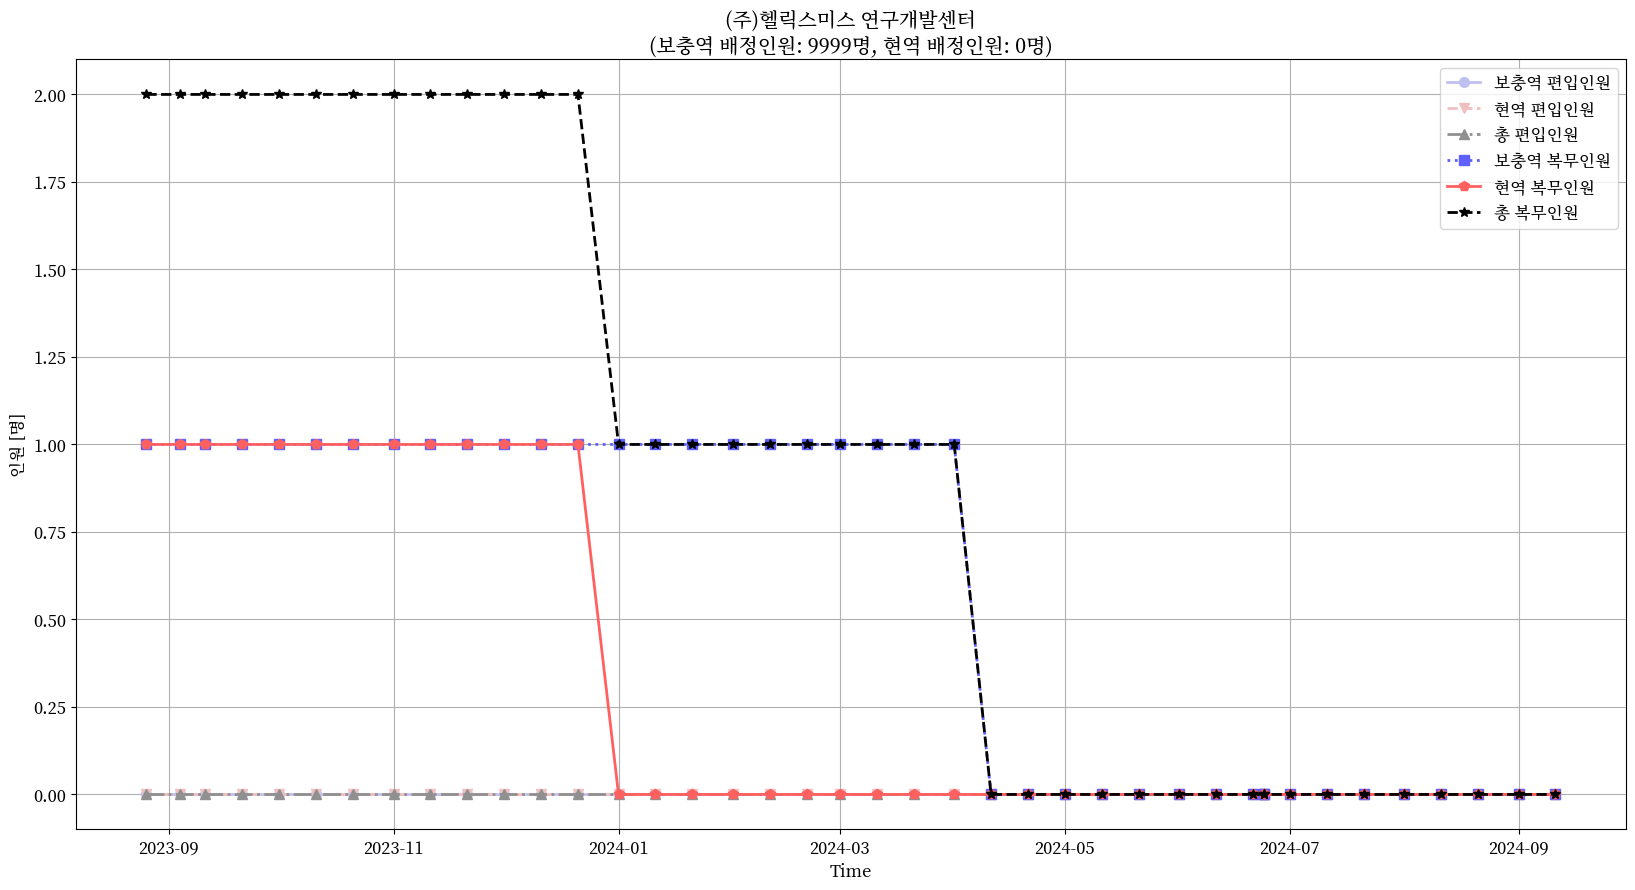 (주)헬릭스미스 연구개발센터
(보충역 배정인원: 9999명, 현역 배정인원: 0명)
보충역 편입인원
현역 편입인원
총 편입인원
보충역 복무인원
현역 복무인원
총 복무인원
2.00
1.75
1.50
1.25
1.00
0.75
0.50
0.25
0.00
인원 [명]
2023-09
2023-11
2024-01
2024-03
2024-05
2024-07
2024-09
Time